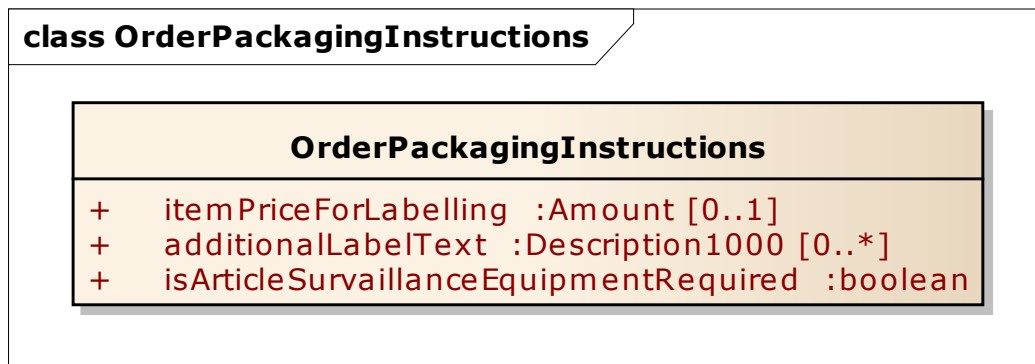 class OrderPackagingInstructions
OrderPackagingInstructions
+ itemPriceForLabelling :Amount [0..1]
+ additionalLabelText :Description1000 [0..*]
+ isArticleSurvaillanceEquipmentRequired :boolean